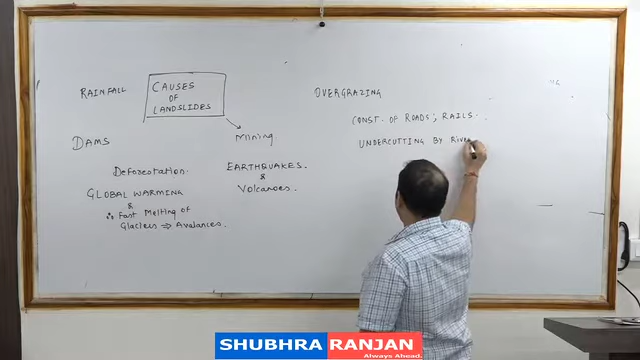 RAINFALL
CAUSES
OF
LANDSLIDES
DAMS
Mining.
Deforestation.
EARTHQUAKES.
&
Volcanoes.
GLOBAL WARMING
&
∴ Fast Melting of
Glaciers ⇒ Avalances.
OVERGRAZING
CONST. OF ROADS; RAILS.
UNDERCUTTING BY Rive
SHUBHRA RANJAN
Always Ahead.